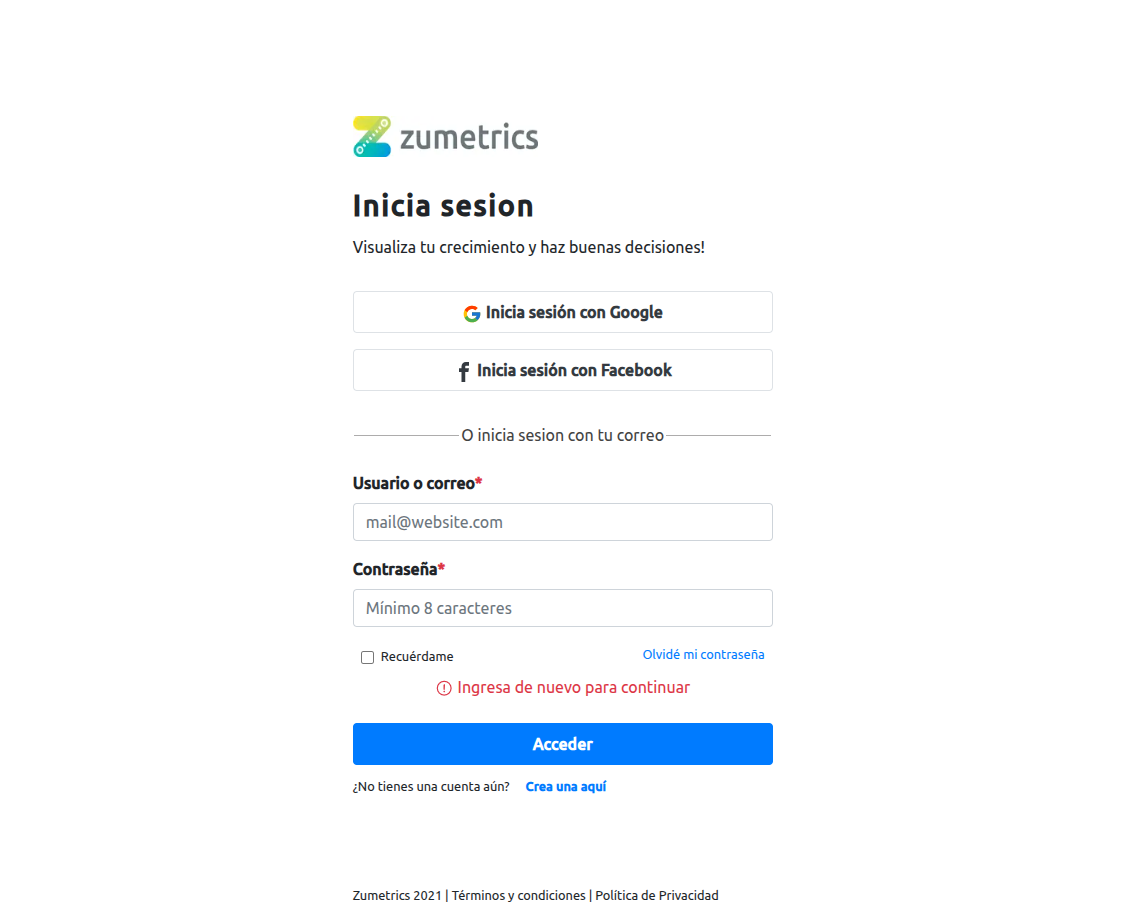 zumetrics
Inicia sesion
Visualiza tu crecimiento y haz buenas decisiones!
Inicia sesión con Google
Inicia sesión con Facebook
O inicia sesion con tu correo
Usuario o correo*
mail@website.com
Contraseña*
Mínimo 8 caracteres
Recuérdame Olvidé mi contraseña
Ingresa de nuevo para continuar
Acceder
¿No tienes una cuenta aún? Crea una aquí
Zumetrics 2021 | Términos y condiciones | Política de Privacidad